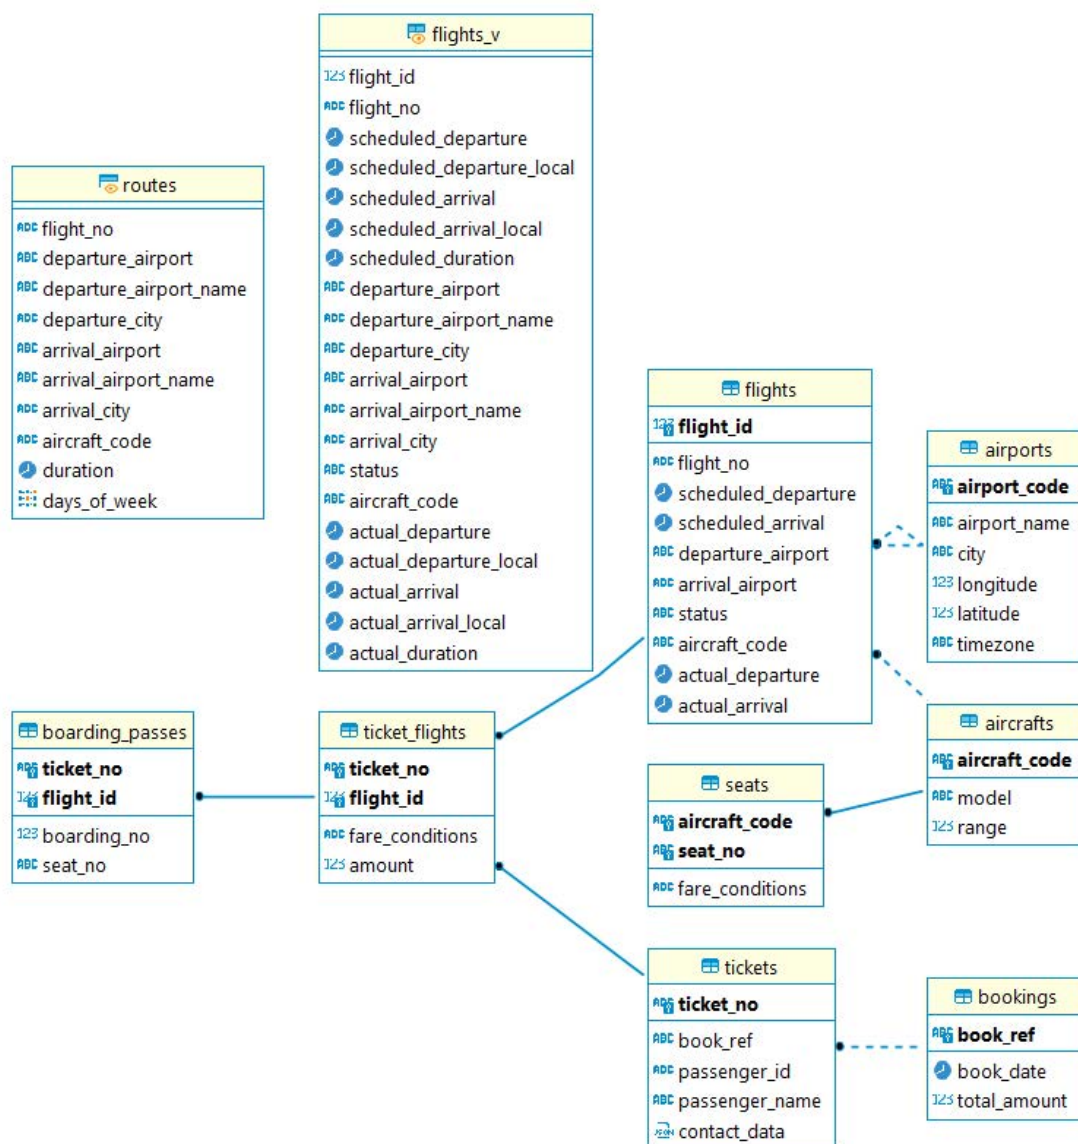 flights_v
flight_id
flight_no
scheduled_departure
scheduled_departure_local
scheduled_arrival
scheduled_arrival_local
scheduled_duration
departure_airport
departure_airport_name
departure_city
arrival_airport
arrival_airport_name
arrival_city
status
aircraft_code
actual_departure
actual_departure_local
actual_arrival
actual_arrival_local
actual_duration
routes
flight_no
departure_airport
departure_airport_name
departure_city
arrival_airport
arrival_airport_name
arrival_city
aircraft_code
duration
days_of_week
flights
flight_id
flight_no
scheduled_departure
scheduled_arrival
departure_airport
arrival_airport
status
aircraft_code
actual_departure
actual_arrival
airports
airport_code
airport_name
city
longitude
latitude
timezone
boarding_passes
ticket_no
flight_id
boarding_no
seat_no
ticket_flights
ticket_no
flight_id
fare_conditions
amount
seats
aircraft_code
seat_no
fare_conditions
aircrafts
aircraft_code
model
range
tickets
ticket_no
book_ref
passenger_id
passenger_name
contact_data
bookings
book_ref
book_date
total_amount